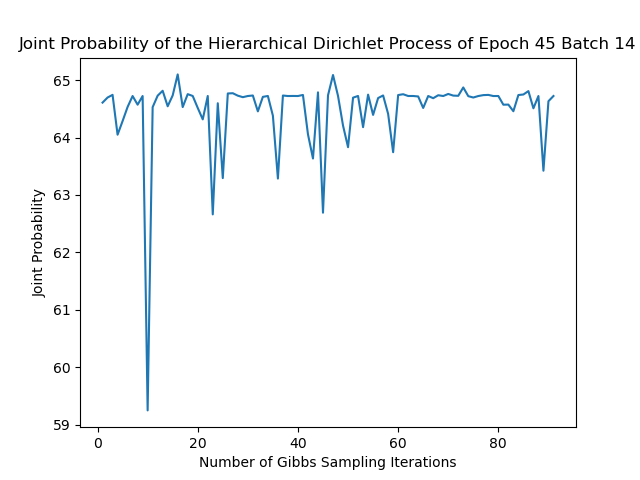 Joint Probability of the Hierarchical Dirichlet Process of Epoch 45 Batch 14
65
64
63
62
61
60
59
Joint Probability
0 20 40 60 80
Number of Gibbs Sampling Iterations